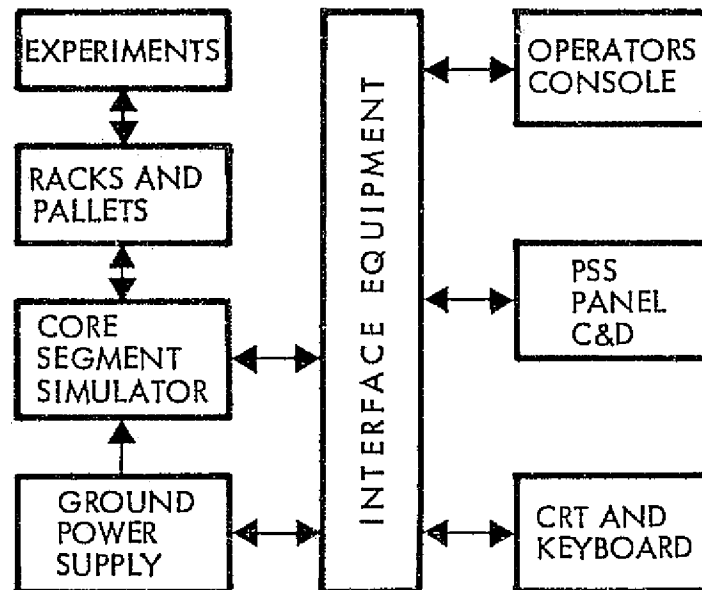 EXPERIMENTS
RACKS AND
PALLETS
CORE
SEGMENT
SIMULATOR
GROUND
POWER
SUPPLY
INTERFACE EQUIPMENT
OPERATORS
CONSOLE
PSS
PANEL
C&D
CRT AND
KEYBOARD